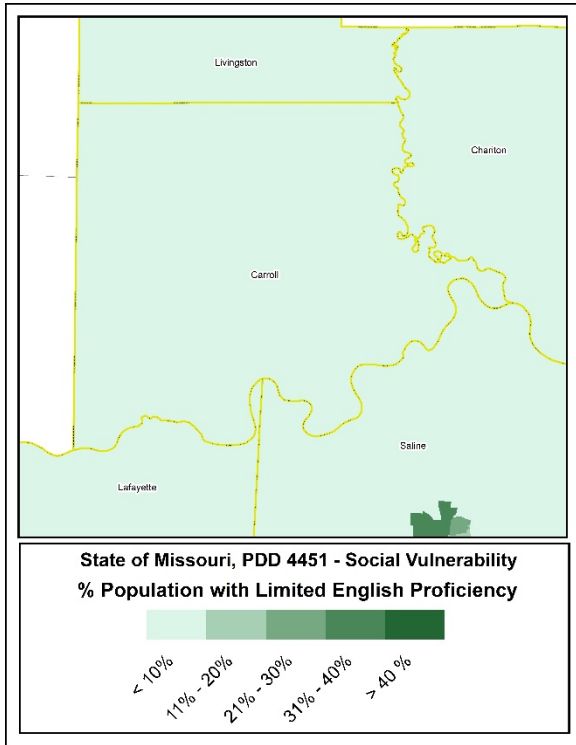 Livingston
Chariton
Carroll
Saline
Lafayette
State of Missouri, PDD 4451 - Social Vulnerability
% Population with Limited English Proficiency
< 10%
11% - 20%
21% - 30%
31% - 40%
> 40 %